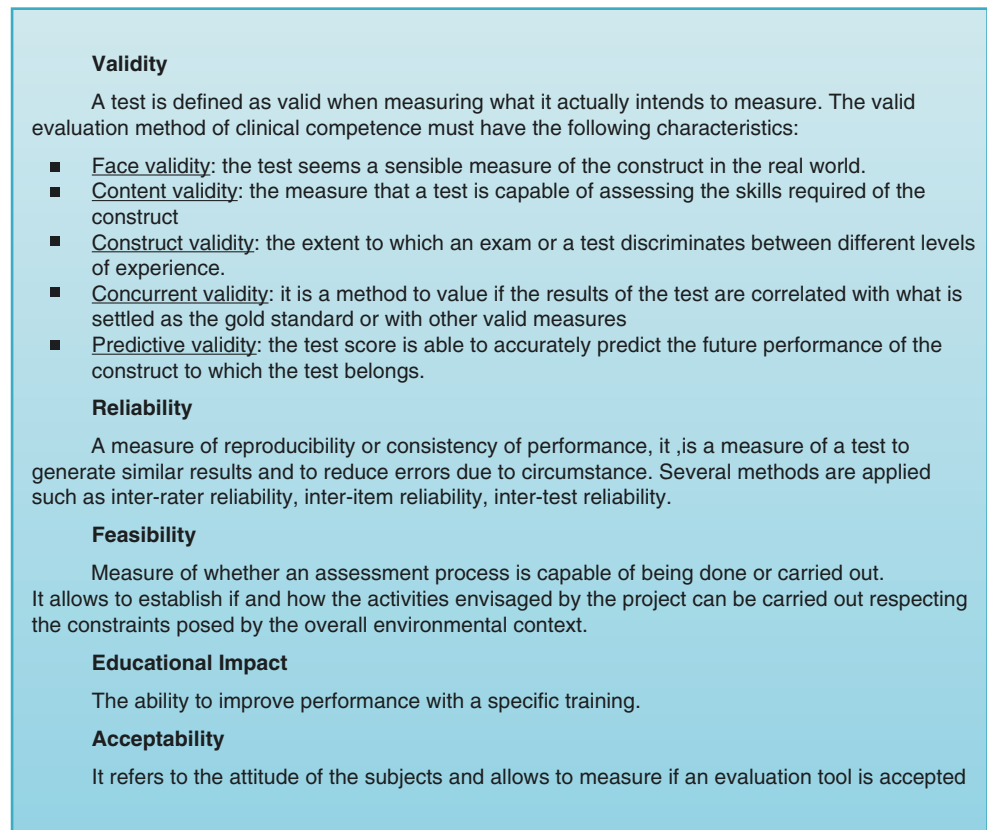 Validity
A test is defined as valid when measuring what it actually intends to measure. The valid
evaluation method of clinical competence must have the following characteristics:
■ Face validity: the test seems a sensible measure of the construct in the real world.
■ Content validity: the measure that a test is capable of assessing the skills required of the
construct
■ Construct validity: the extent to which an exam or a test discriminates between different levels
of experience.
■ Concurrent validity: it is a method to value if the results of the test are correlated with what is
settled as the gold standard or with other valid measures
■ Predictive validity: the test score is able to accurately predict the future performance of the
construct to which the test belongs.
Reliability
A measure of reproducibility or consistency of performance, it ,is a measure of a test to
generate similar results and to reduce errors due to circumstance. Several methods are applied
such as inter-rater reliability, inter-item reliability, inter-test reliability.
Feasibility
Measure of whether an assessment process is capable of being done or carried out.
It allows to establish if and how the activities envisaged by the project can be carried out respecting
the constraints posed by the overall environmental context.
Educational Impact
The ability to improve performance with a specific training.
Acceptability
It refers to the attitude of the subjects and allows to measure if an evaluation tool is accepted